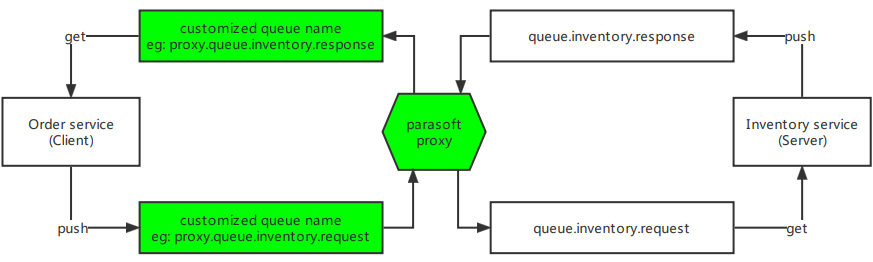 customized queue name
eg: proxy.queue.inventory.response
queue.inventory.response
get
push
Order service
(Client)
parasoft
proxy
Inventory service
(Server)
customized queue name
eg: proxy.queue.inventory.request
queue.inventory.request
push
get